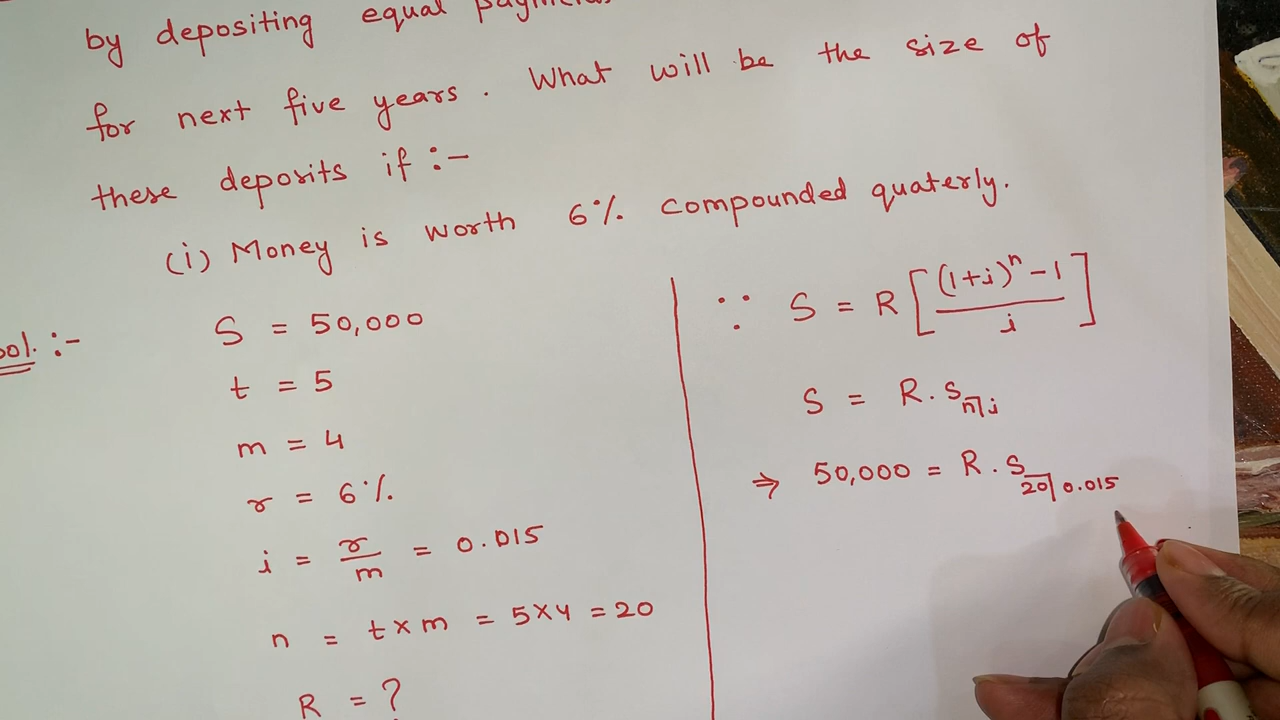 by depositing equal
for next five years. What will be the size of
these deposits if :-
(i) Money is worth 6% compounded quaterly.
:-
S = 50,000
t = 5
m = 4
r = 6%
i = r/m = 0.015
n = t×m = 5×4 = 20
R = ?
∵ S = R[((1+i)^n - 1)/i]
S = R.s_n̅|i
⇒ 50,000 = R.s_20̅|0.015